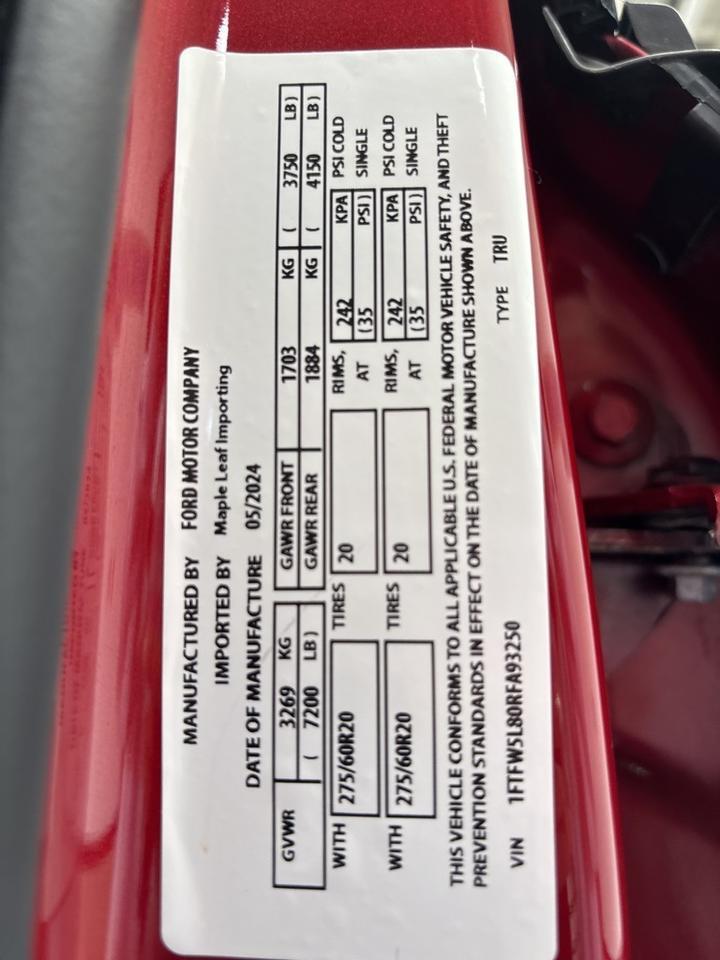 MANUFACTURED BY FORD MOTOR COMPANY
IMPORTED BY Maple Leaf Importing
DATE OF MANUFACTURE 05/2024
GVWR 3269 KG GAWR FRONT 1703 KG ( 3750 LB)
( 7200 LB) GAWR REAR 1884 KG ( 4150 LB)
WITH 275/60R20 TIRES 20 RIMS, 242 KPA PSI COLD
AT (35 PSI) SINGLE
WITH 275/60R20 TIRES 20 RIMS, 242 KPA PSI COLD
AT (35 PSI) SINGLE
THIS VEHICLE CONFORMS TO ALL APPLICABLE U.S. FEDERAL MOTOR VEHICLE SAFETY, AND THEFT
PREVENTION STANDARDS IN EFFECT ON THE DATE OF MANUFACTURE SHOWN ABOVE.
VIN 1FTFW5L80RFA93250 TYPE TRU